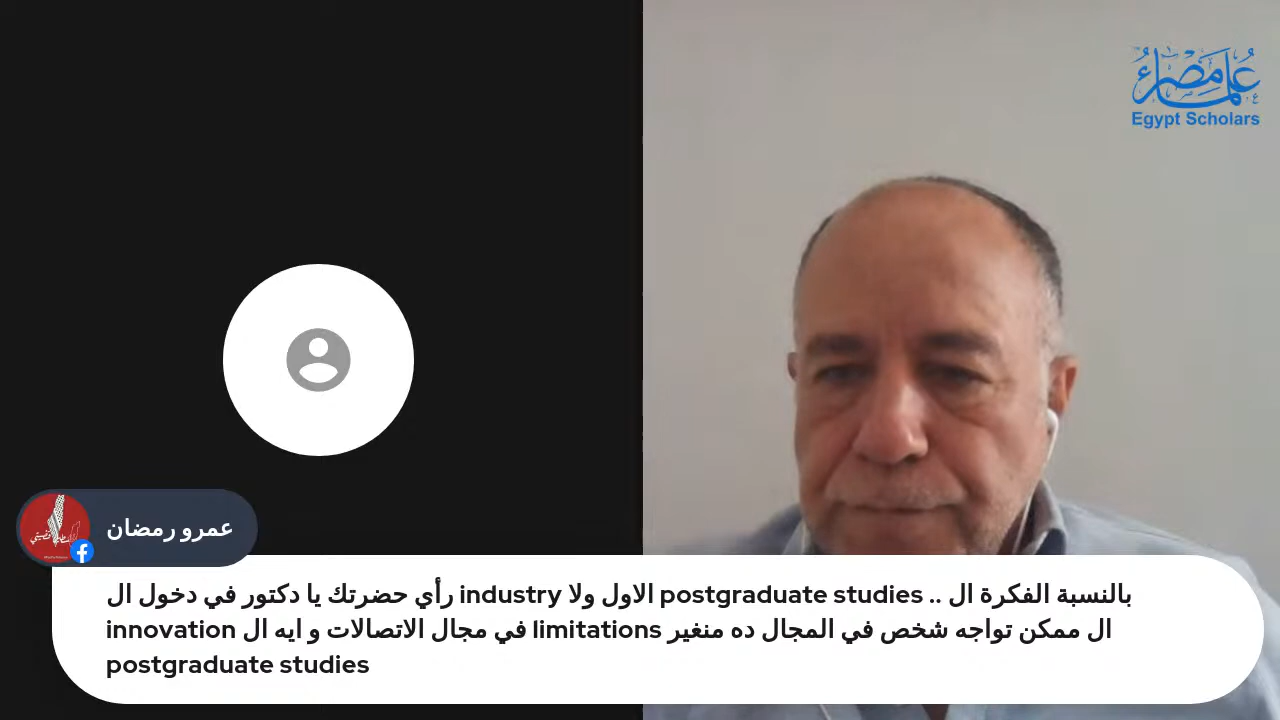 علماء مصر
Egypt Scholars
عمرو رمضان
رأي حضرتك يا دكتور في دخول ال industry الاول ولا postgraduate studies .. بالنسبة الفكرة ال
innovation في مجال الاتصالات و ايه ال limitations ال ممكن تواجه شخص في المجال ده منغير
postgraduate studies